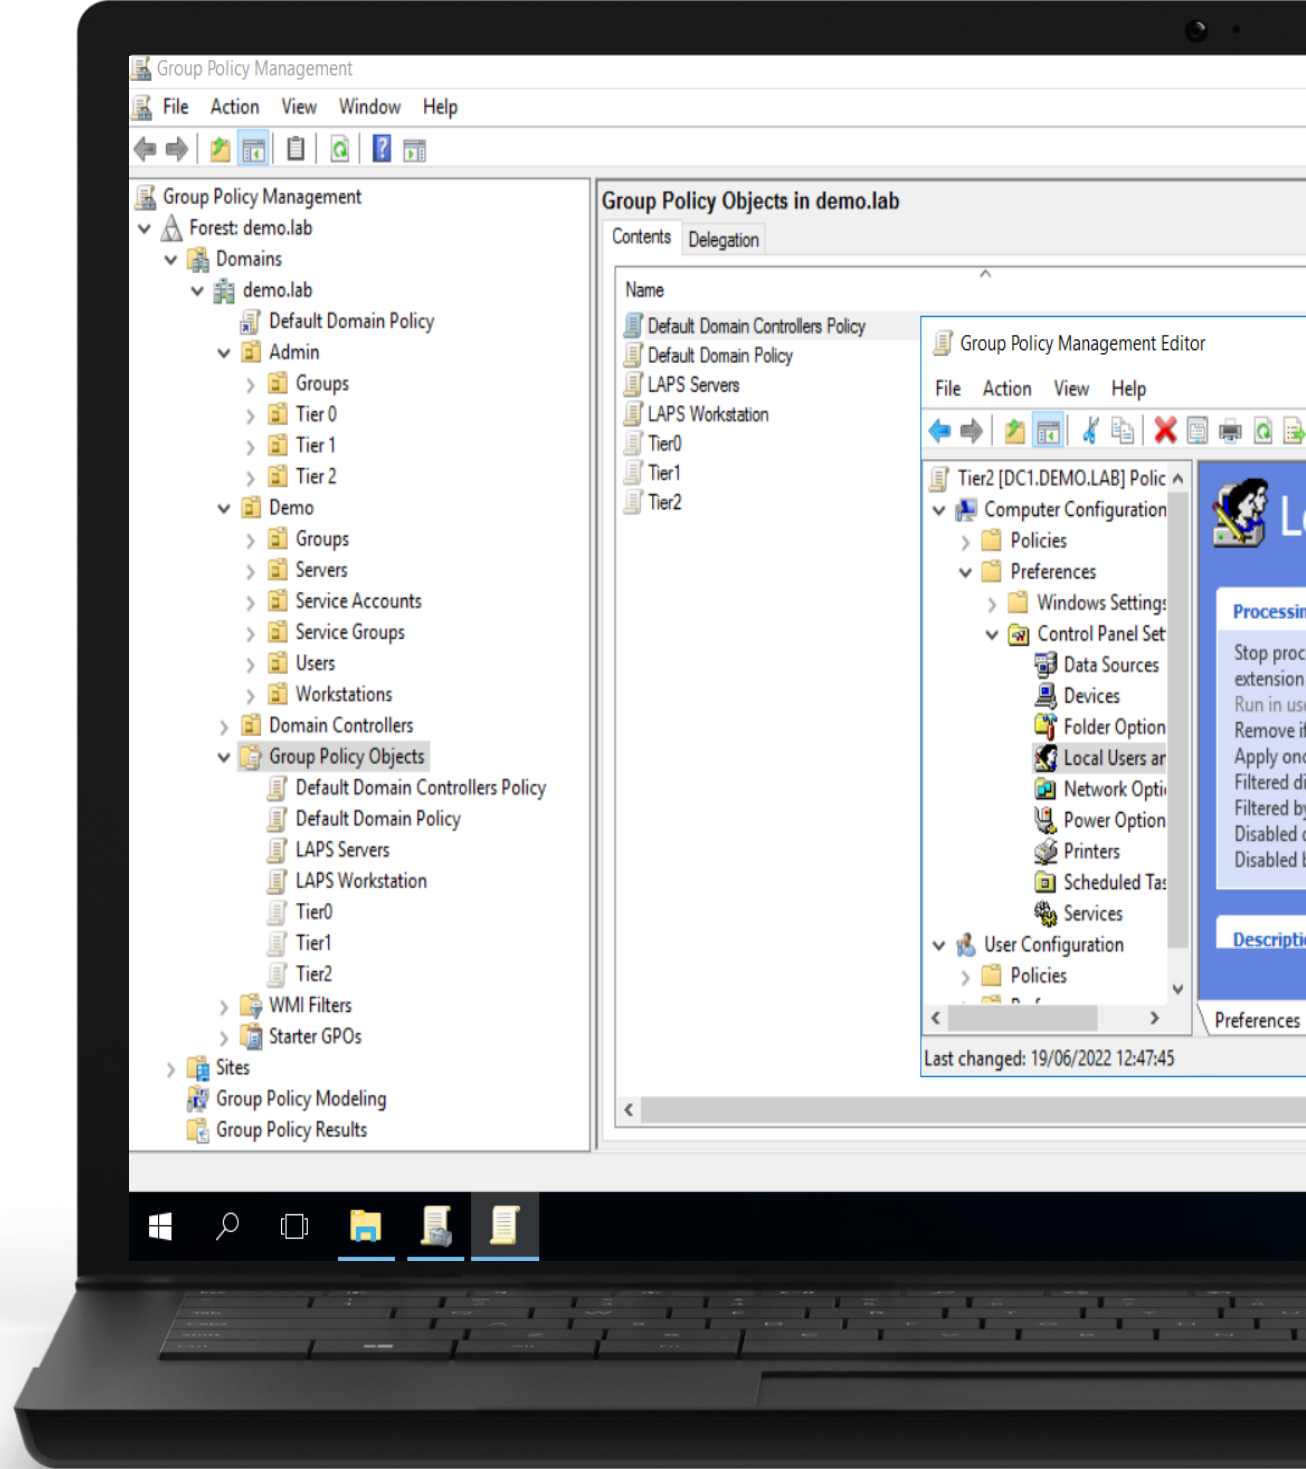 Group Policy Management
File Action View Window Help
Group Policy Management
Forest: demo.lab
Domains
demo.lab
Default Domain Policy
Admin
Groups
Tier 0
Tier 1
Tier 2
Demo
Groups
Servers
Service Accounts
Service Groups
Users
Workstations
Domain Controllers
Group Policy Objects
Default Domain Controllers Policy
Default Domain Policy
LAPS Servers
LAPS Workstation
Tier0
Tier1
Tier2
WMI Filters
Starter GPOs
Sites
Group Policy Modeling
Group Policy Results
Group Policy Objects in demo.lab
Contents Delegation
Name
Default Domain Controllers Policy
Default Domain Policy
LAPS Servers
LAPS Workstation
Tier0
Tier1
Tier2
Group Policy Management Editor
File Action View Help
Tier2 [DC1.DEMO.LAB] Polic
Computer Configuration
Policies
Preferences
Windows Settings
Control Panel Set
Data Sources
Devices
Folder Option
Local Users ar
Network Opti
Power Option
Printers
Scheduled Tas
Services
User Configuration
Policies
Last changed: 19/06/2022 12:47:45
L
Processin
Stop proc
extension
Run in use
Remove if
Apply onc
Filtered di
Filtered by
Disabled
Disabled
Descripti
Preferences